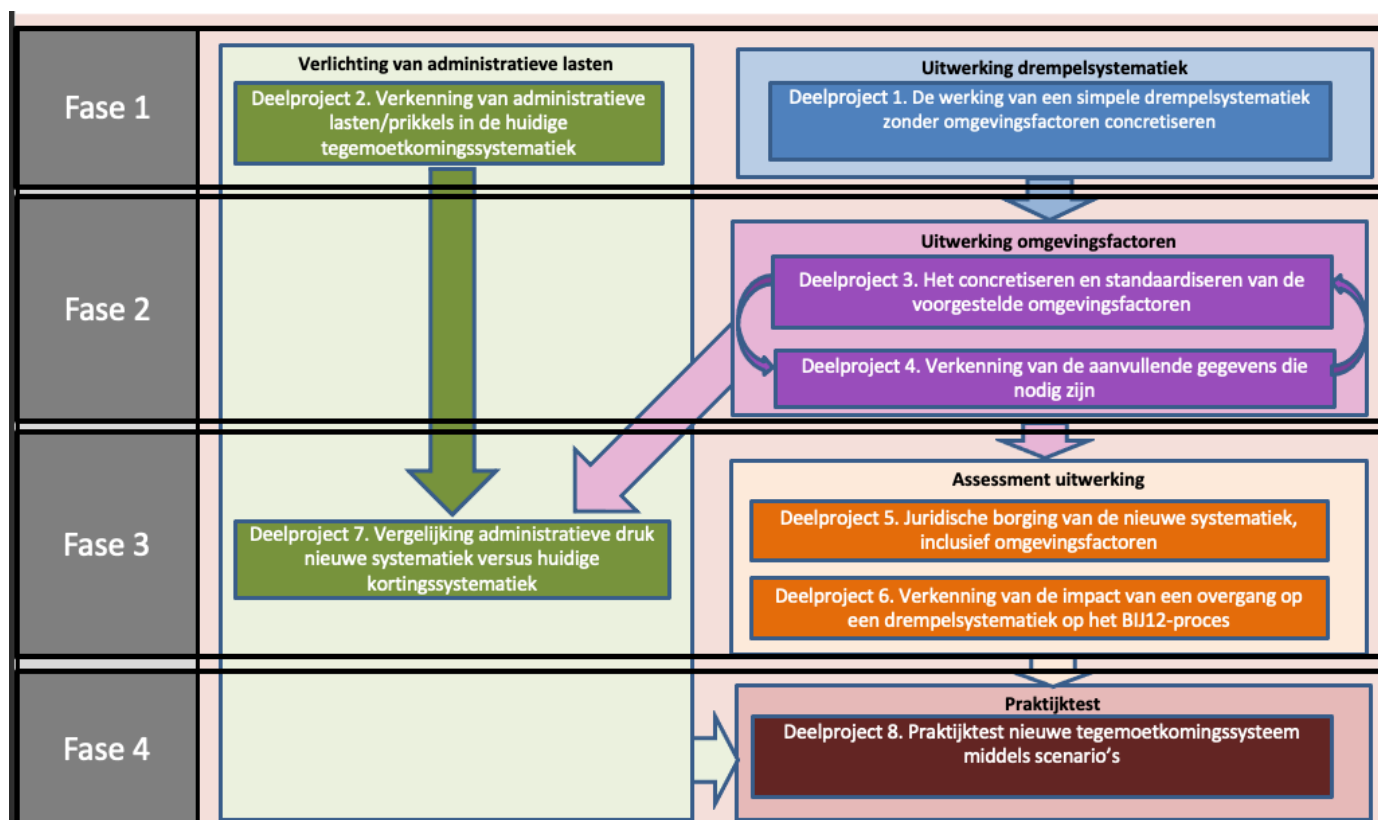 Fase 1
Verlichting van administratieve lasten
Deelproject 2. Verkenning van administratieve
lasten/prikkels in de huidige
tegemoetkomingssystematiek
Uitwerking drempelsystematiek
Deelproject 1. De werking van een simpele drempelsystematiek
zonder omgevingsfactoren concretiseren
Fase 2
Uitwerking omgevingsfactoren
Deelproject 3. Het concretiseren en standaardiseren van de
voorgestelde omgevingsfactoren
Deelproject 4. Verkenning van de aanvullende gegevens die
nodig zijn
Fase 3
Deelproject 7. Vergelijking administratieve druk
nieuwe systematiek versus huidige
kortingssystematiek
Assessment uitwerking
Deelproject 5. Juridische borging van de nieuwe systematiek,
inclusief omgevingsfactoren
Deelproject 6. Verkenning van de impact van een overgang op
een drempelsystematiek op het BIJ12-proces
Fase 4
Praktijktest
Deelproject 8. Praktijktest nieuwe tegemoetkomingssysteem
middels scenario's